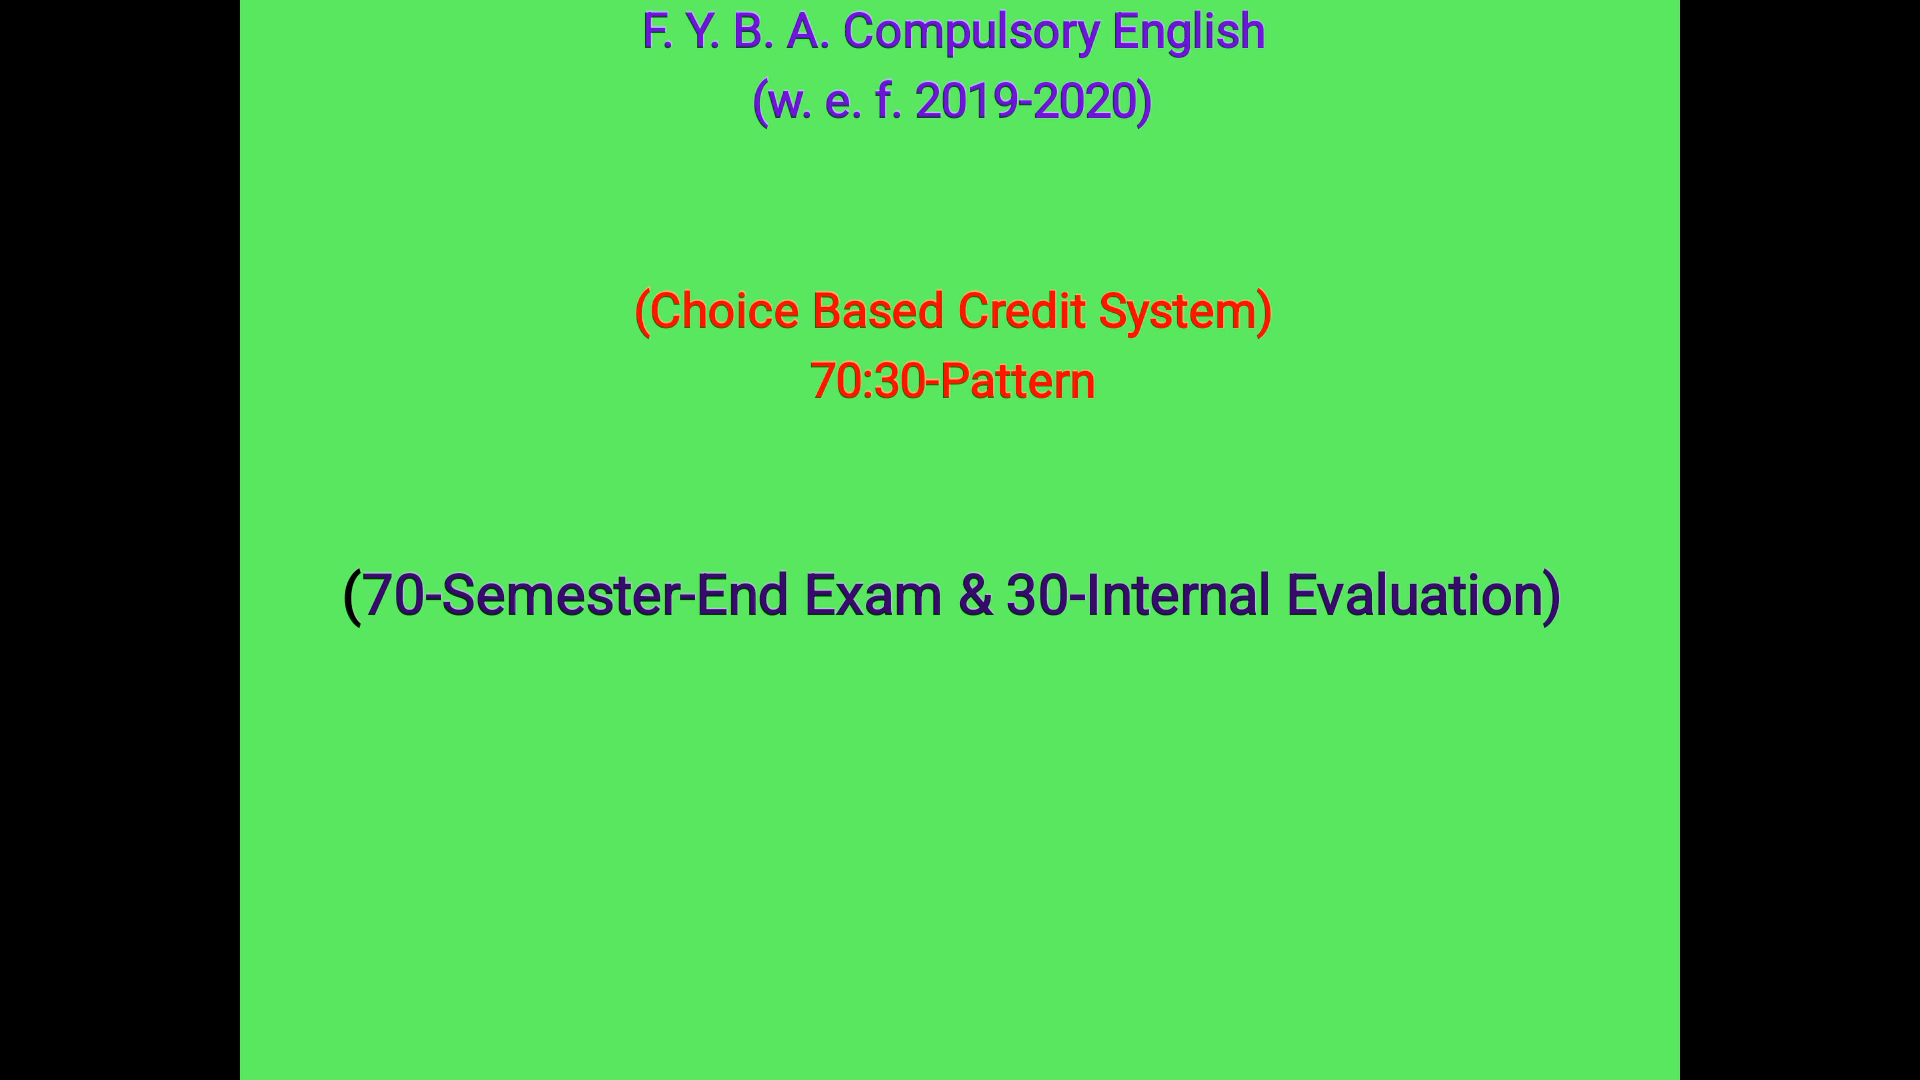 F. Y. B. A. Compulsory English
(w. e. f. 2019-2020)
(Choice Based Credit System)
70:30-Pattern
(70-Semester-End Exam & 30-Internal Evaluation)